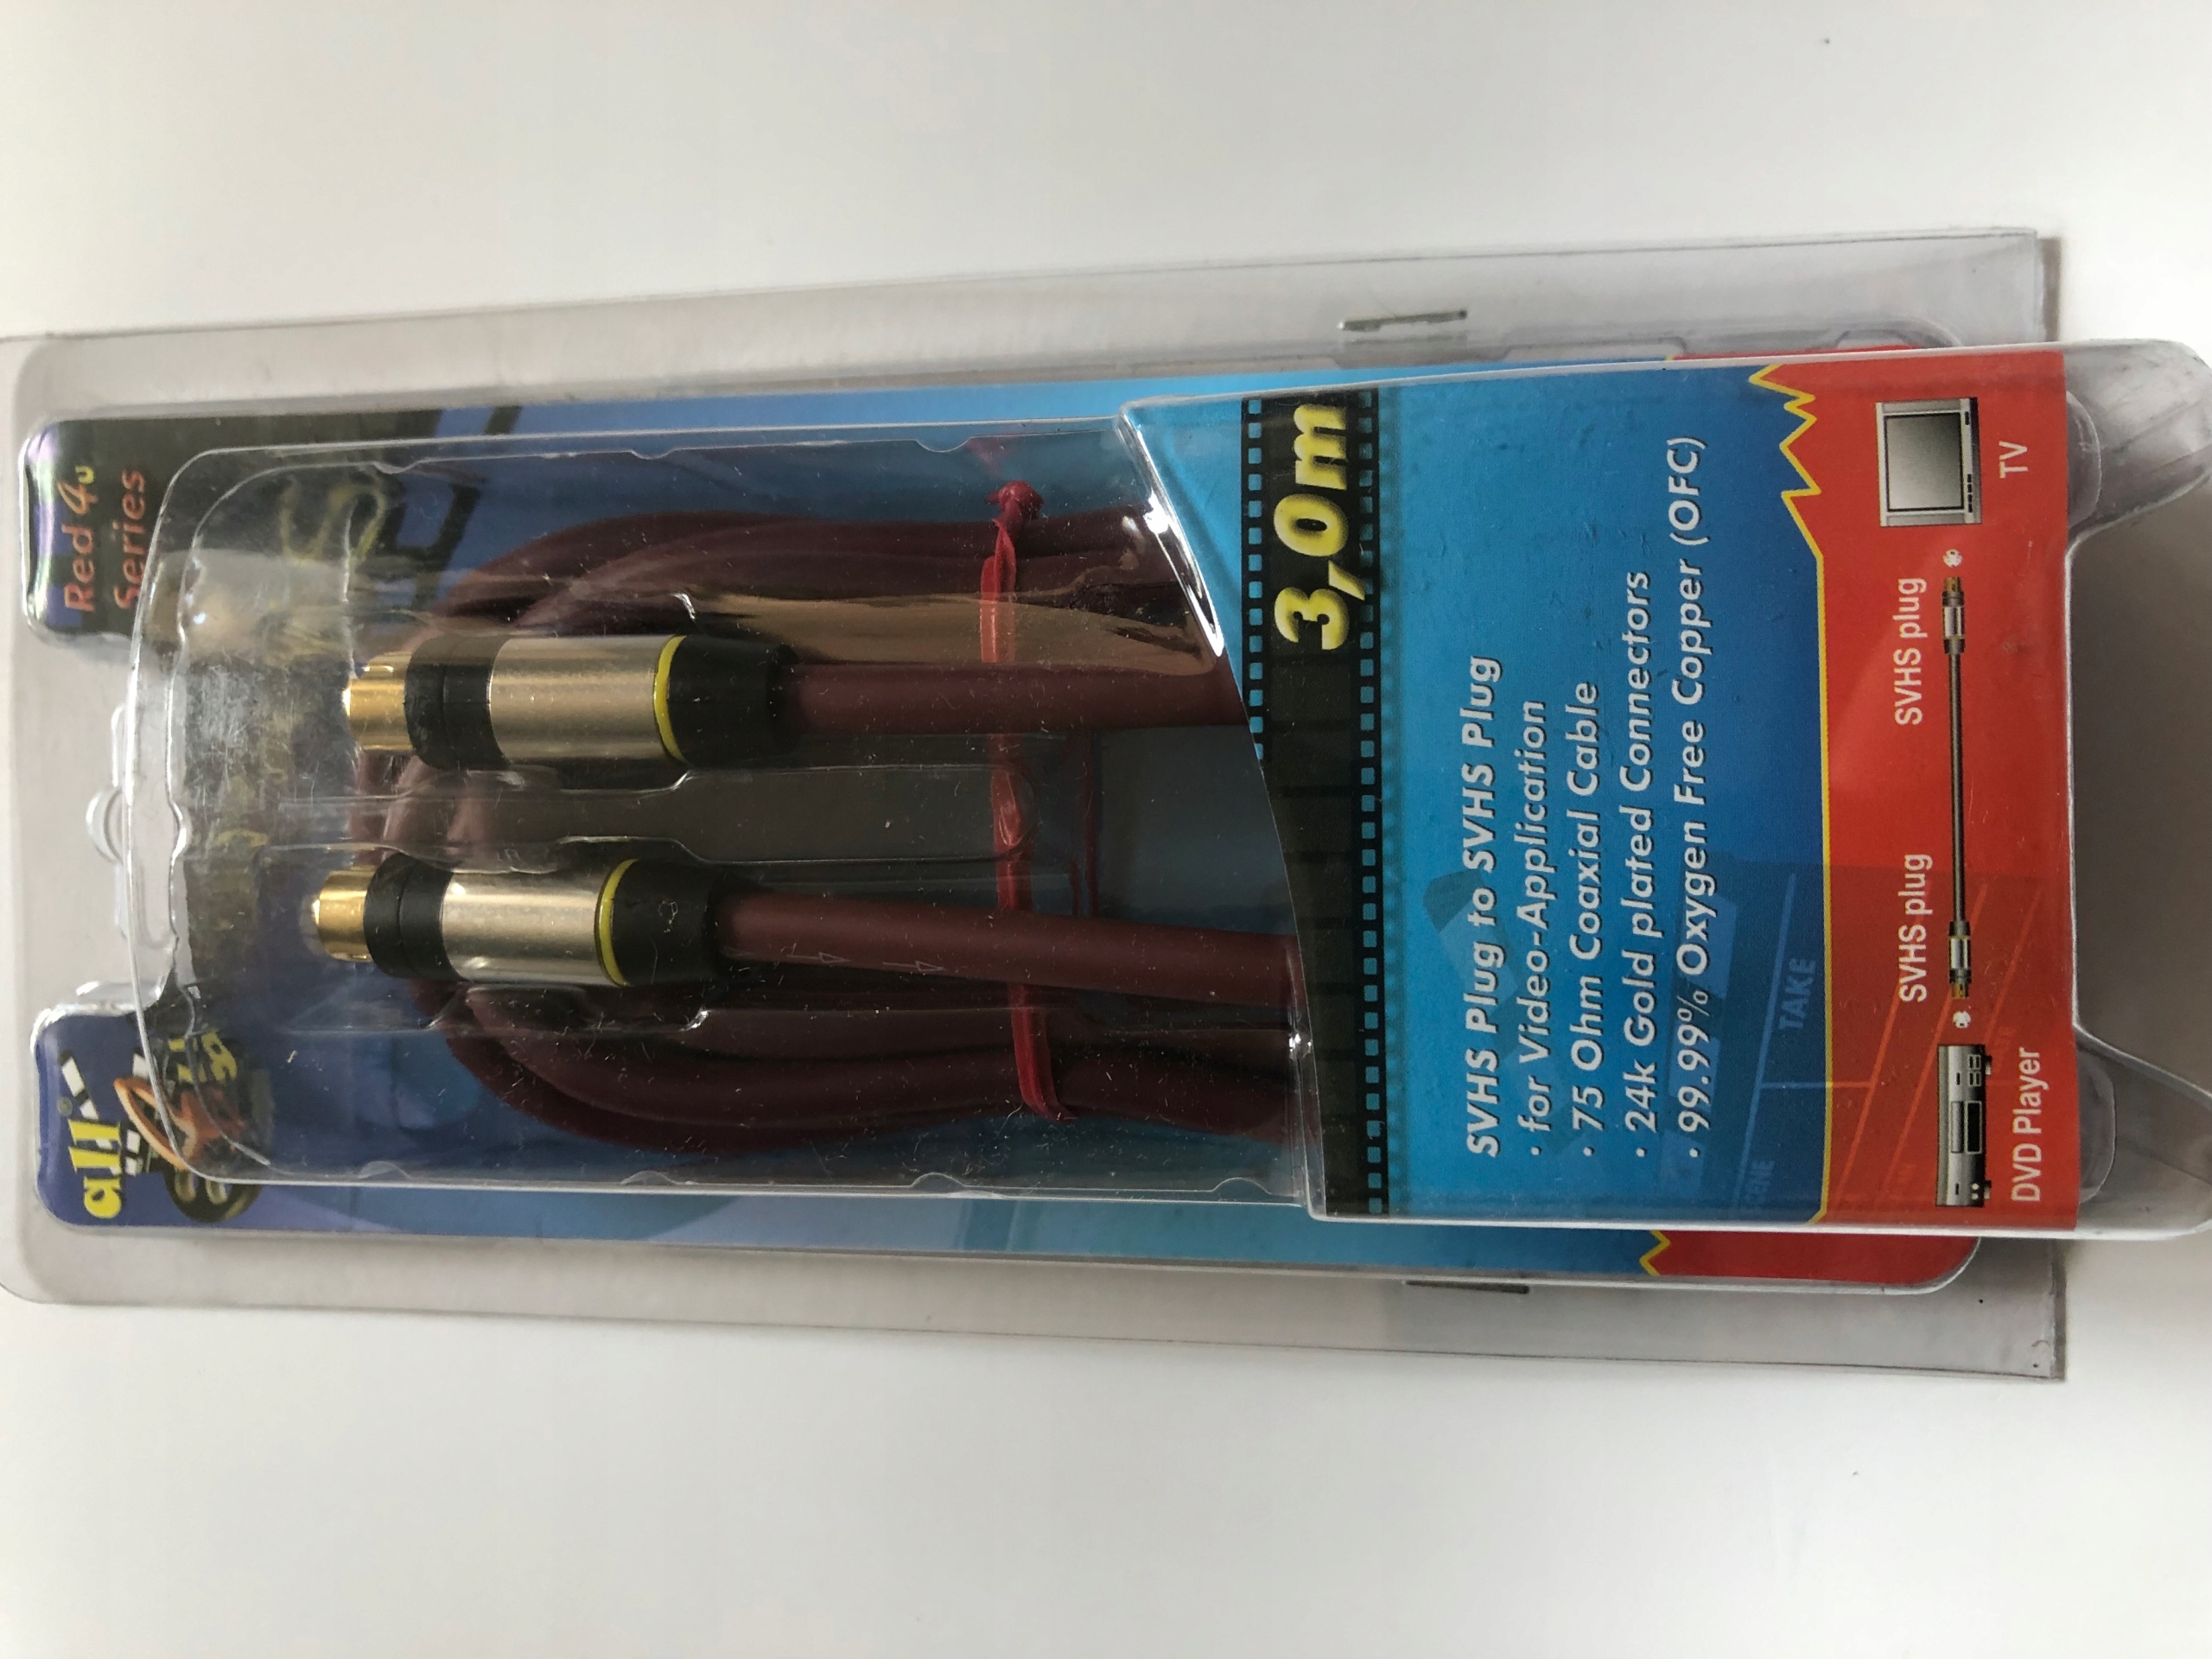 all
Red 4u
Series
3,0m
SVHS Plug to SVHS Plug
· for Video-Application
· 75 Ohm Coaxial Cable
· 24k Gold plated Connectors
· 99.99% Oxygen Free Copper (OFC)
TAKE
SVHS plug
SVHS plug
DVD Player
TV